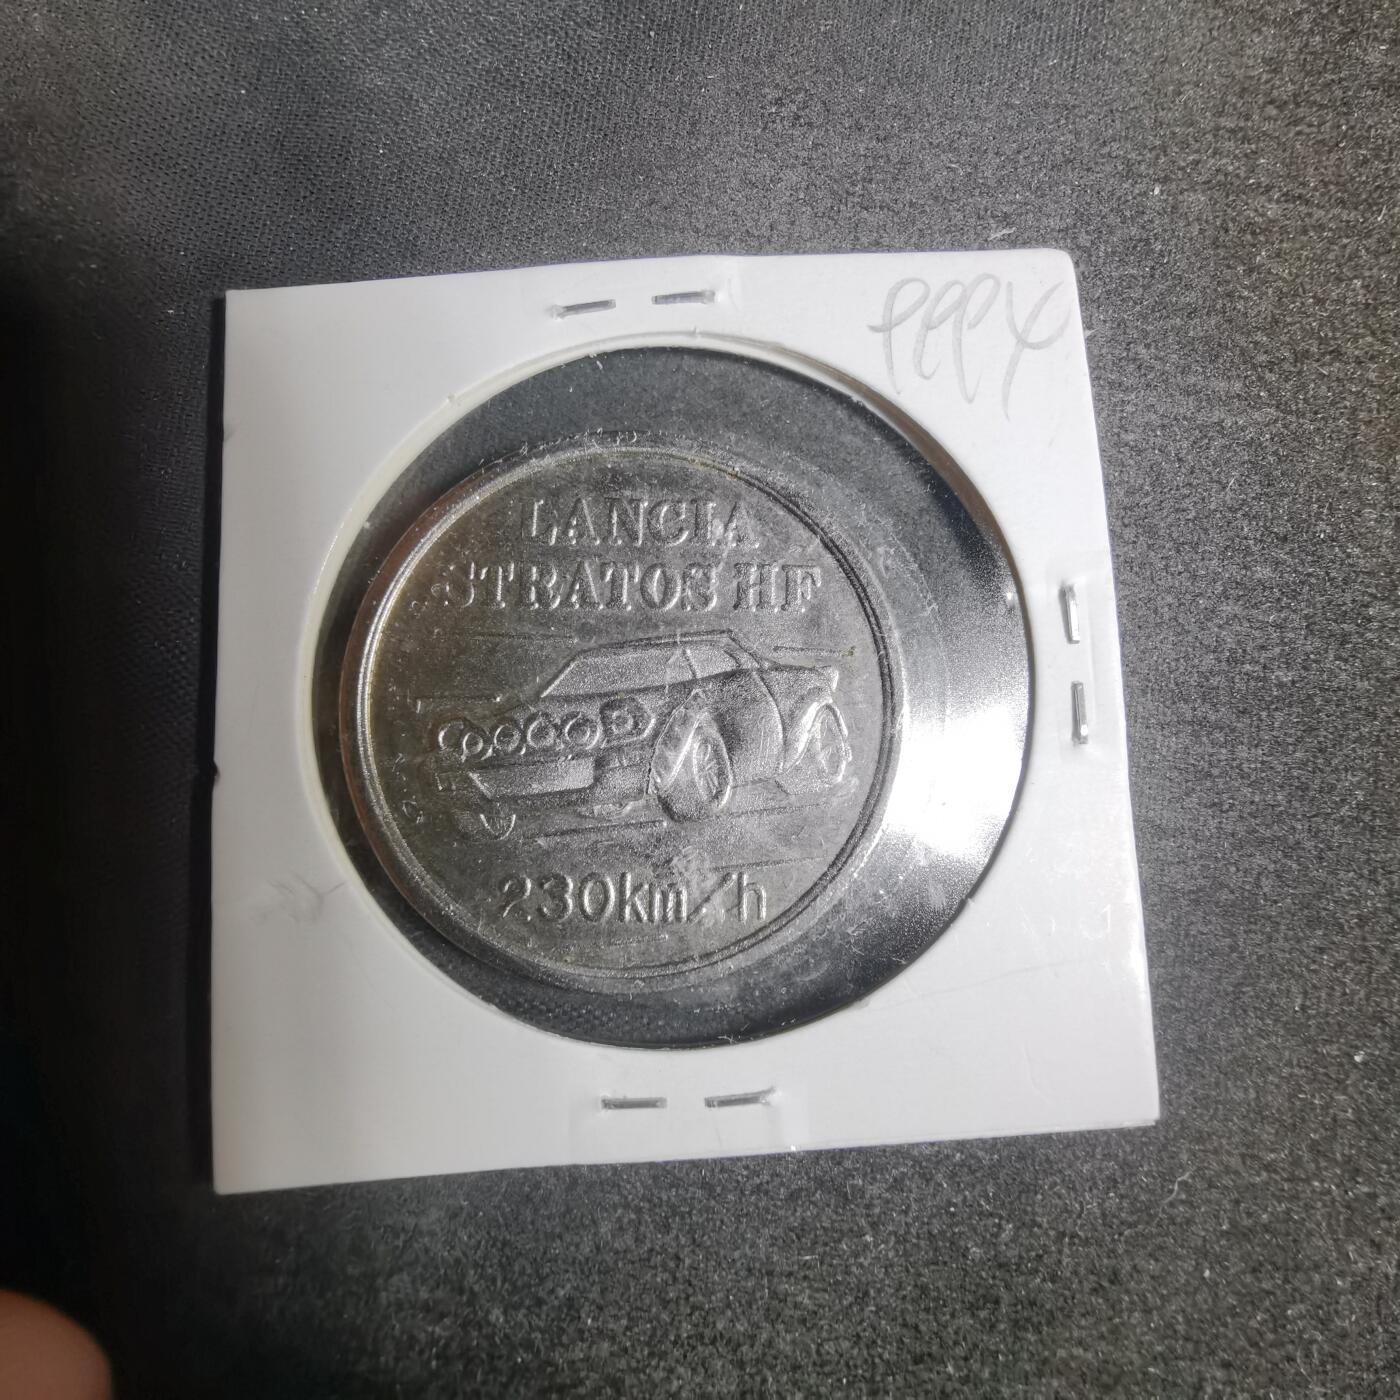 LANCIA
STRATOS HF
230km/h